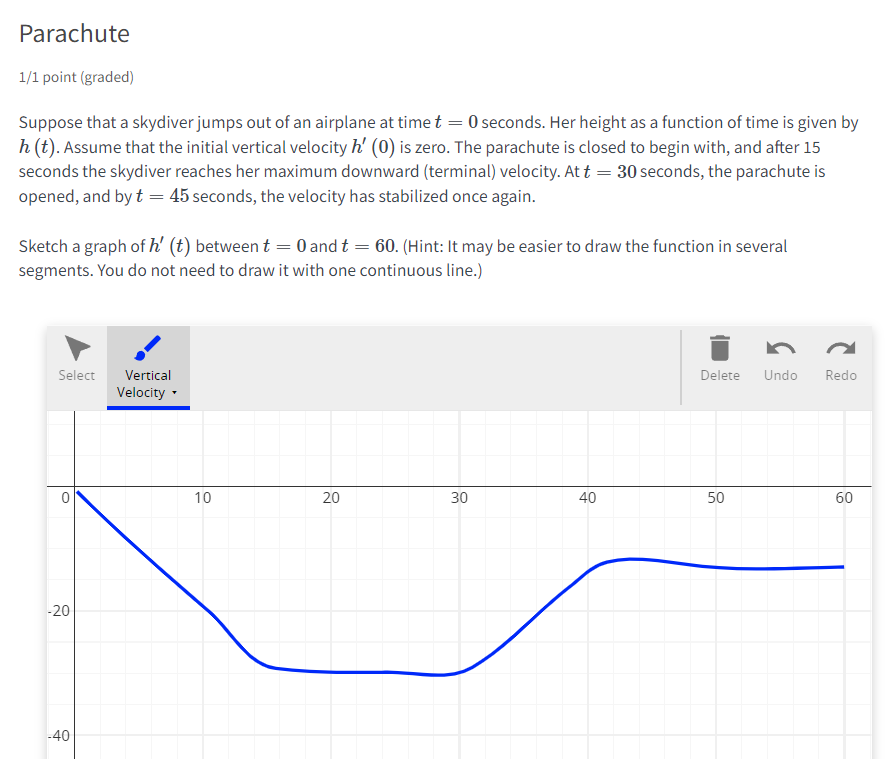 Parachute
1/1 point (graded)
Suppose that a skydiver jumps out of an airplane at time t = 0 seconds. Her height as a function of time is given by
h (t). Assume that the initial vertical velocity h′ (0) is zero. The parachute is closed to begin with, and after 15
seconds the skydiver reaches her maximum downward (terminal) velocity. At t = 30 seconds, the parachute is
opened, and by t = 45 seconds, the velocity has stabilized once again.
Sketch a graph of h′ (t) between t = 0 and t = 60. (Hint: It may be easier to draw the function in several
segments. You do not need to draw it with one continuous line.)
Select
Vertical
Velocity
Delete
Undo
Redo
0 10 20 30 40 50 60
-20
-40